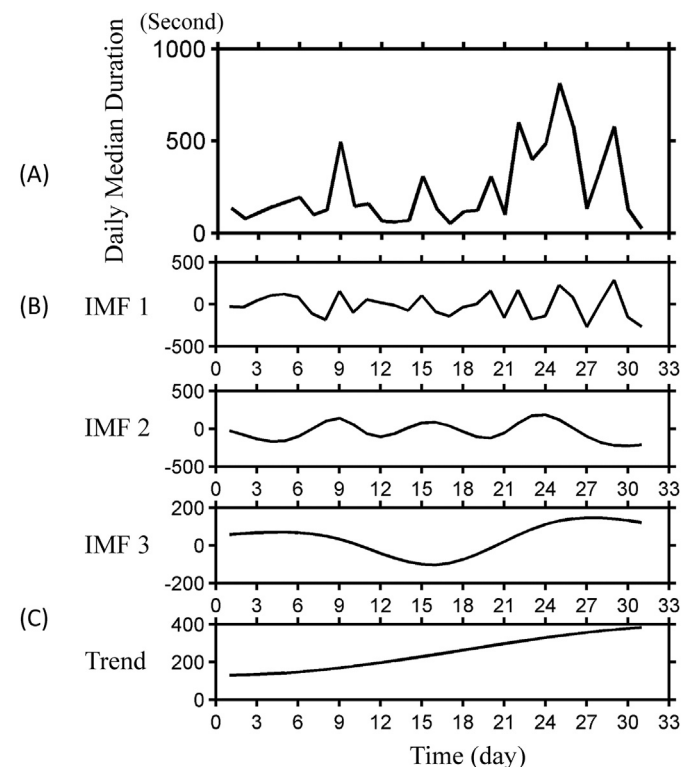 (Second)
Daily Median Duration
1000
500
0
(A)
500
0
-500
(B) IMF 1
0 3 6 9 12 15 18 21 24 27 30 33
500
0
-500
IMF 2
0 3 6 9 12 15 18 21 24 27 30 33
200
0
-200
IMF 3
0 3 6 9 12 15 18 21 24 27 30 33
(C)
400
200
0
Trend
0 3 6 9 12 15 18 21 24 27 30 33
Time (day)